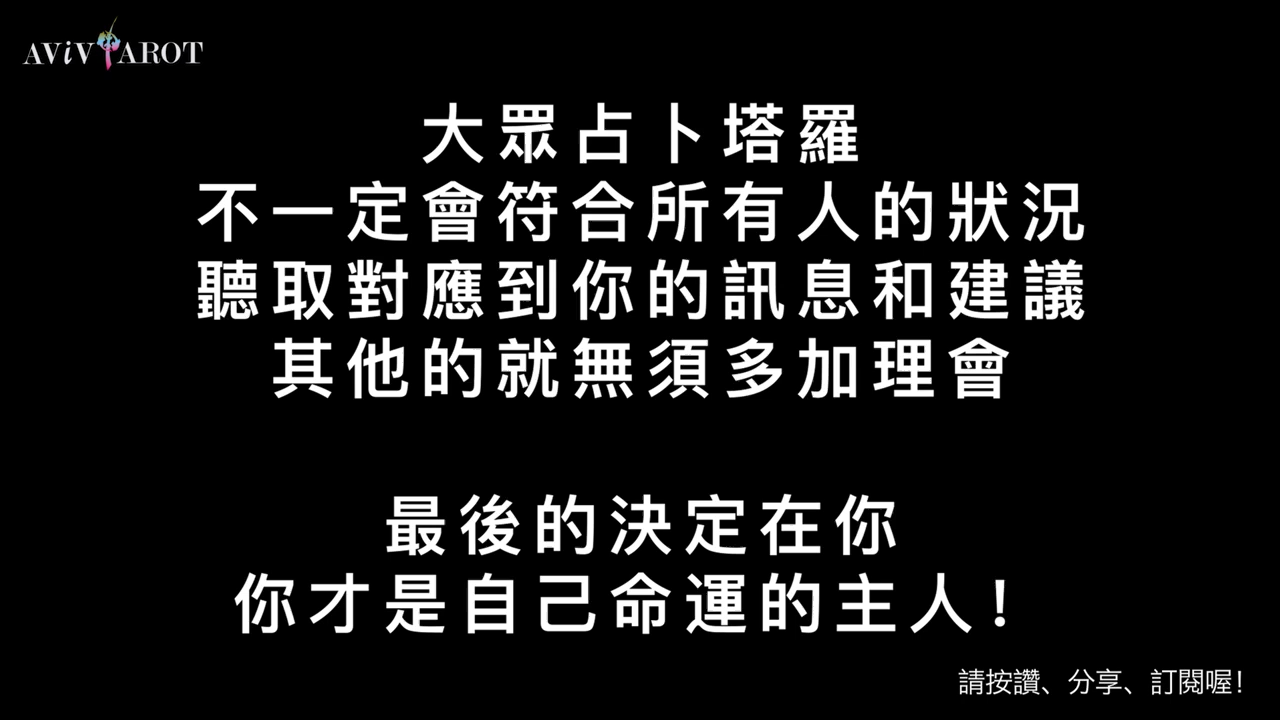 AViV TAROT
大眾占卜塔羅
不一定會符合所有人的狀況
聽取對應到你的訊息和建議
其他的就無須多加理會
最後的決定在你
你才是自己命運的主人!
請按讚、分享、訂閱喔!